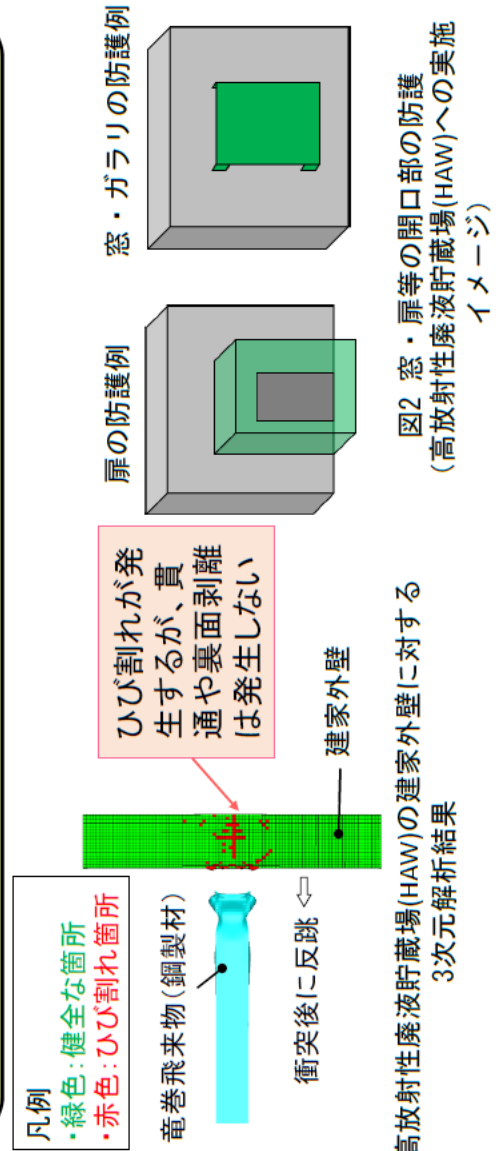 凡例
・緑色：健全な箇所
・赤色：ひび割れ箇所
竜巻飛来物（鋼製材）
衝突後に反跳
ひび割れが発
生するが、貫
通や裏面剥離
は発生しない
建家外壁
高放射性廃液貯蔵場(HAW)の建家外壁に対する
3次元解析結果
扉の防護例
窓・ガラリの防護例
図2 窓・扉等の開口部の防護
（高放射性廃液貯蔵場(HAW)への実施
イメージ）